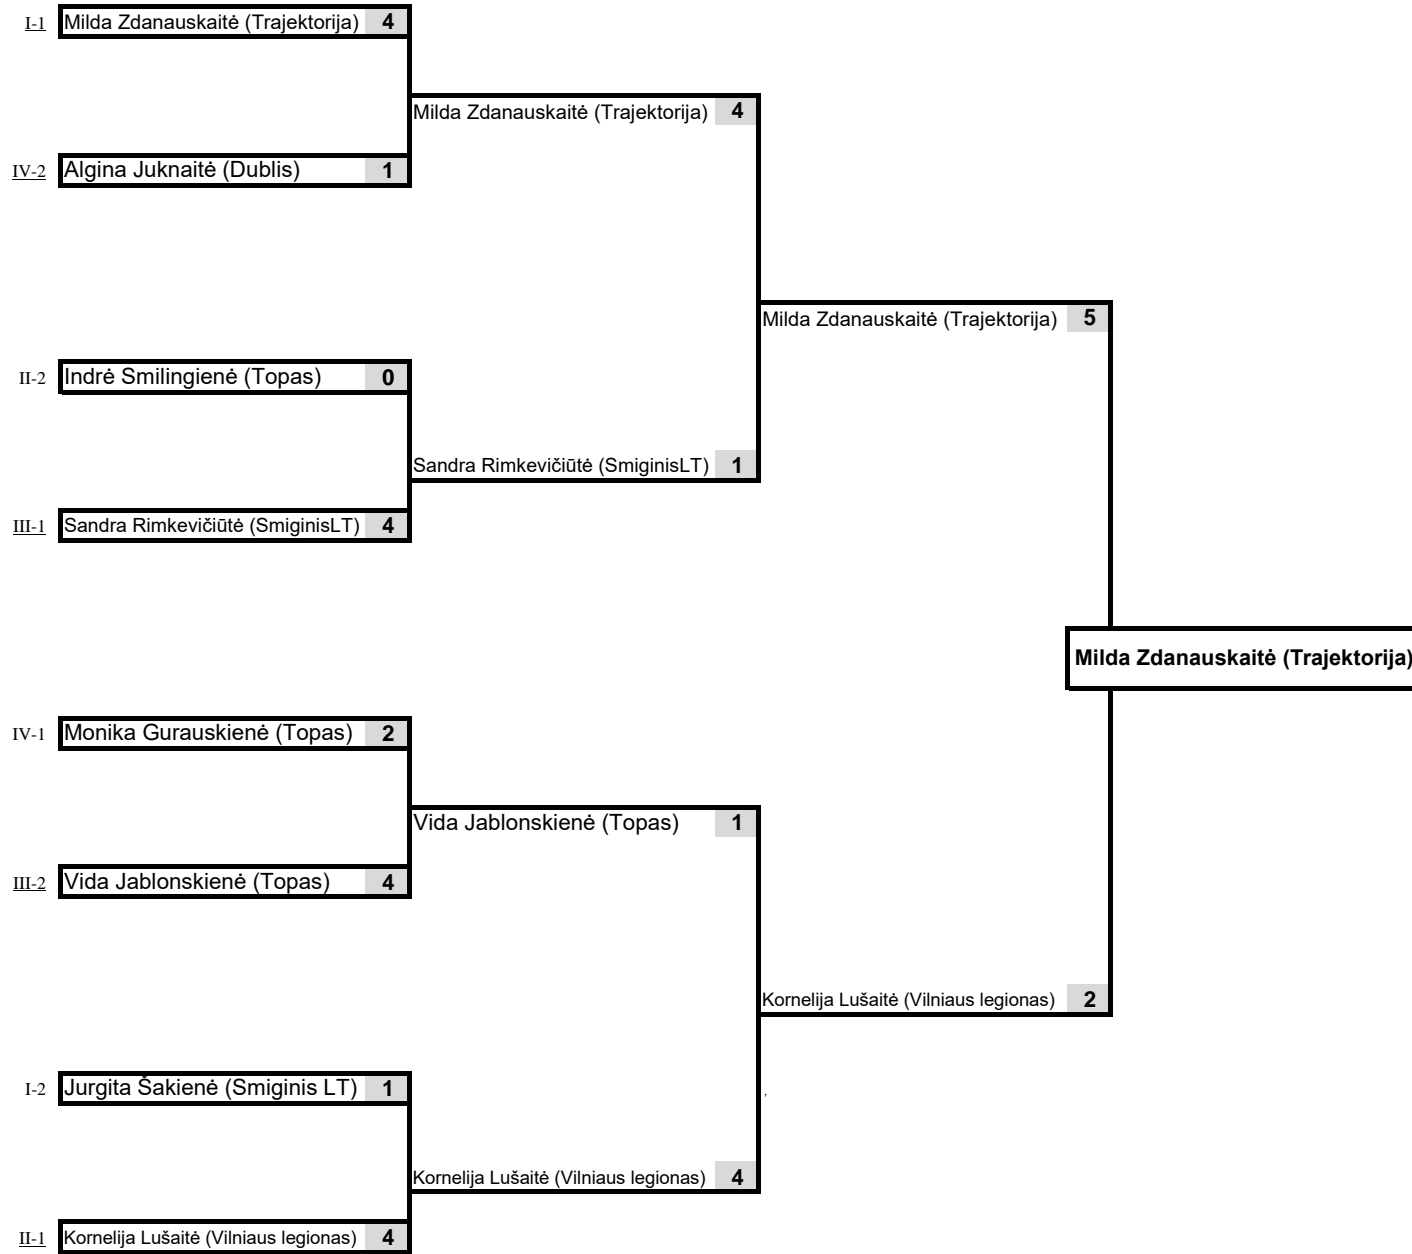 I-1 Milda Zdanauskaitė (Trajektorija) 4
Milda Zdanauskaitė (Trajektorija) 4
IV-2 Algina Juknaitė (Dublis) 1
Milda Zdanauskaitė (Trajektorija) 5
II-2 Indrė Smilingienė (Topas) 0
Sandra Rimkevičiūtė (SmiginisLT) 1
III-1 Sandra Rimkevičiūtė (SmiginisLT) 4
Milda Zdanauskaitė (Trajektorija)
IV-1 Monika Gurauskienė (Topas) 2
Vida Jablonskienė (Topas) 1
III-2 Vida Jablonskienė (Topas) 4
Kornelija Lušaitė (Vilniaus legionas) 2
I-2 Jurgita Šakienė (Smiginis LT) 1
,
Kornelija Lušaitė (Vilniaus legionas) 4
II-1 Kornelija Lušaitė (Vilniaus legionas) 4